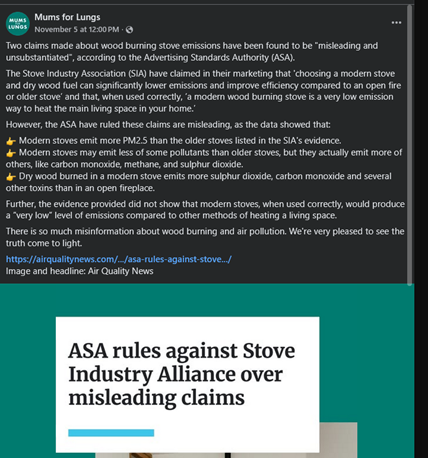 MUMS
for
LUNGS
Mums for Lungs
November 5 at 12:00 PM ·
Two claims made about wood burning stove emissions have been found to be "misleading and
unsubstantiated", according to the Advertising Standards Authority (ASA).
The Stove Industry Association (SIA) have claimed in their marketing that 'choosing a modern stove
and dry wood fuel can significantly lower emissions and improve efficiency compared to an open fire
or older stove' and that, when used correctly, 'a modern wood burning stove is a very low emission
way to heat the main living space in your home.'
However, the ASA have ruled these claims are misleading, as the data showed that:
👉 Modern stoves emit more PM2.5 than the older stoves listed in the SIA's evidence.
👉 Modern stoves may emit less of some pollutants than older stoves, but they actually emit more of
others, like carbon monoxide, methane, and sulphur dioxide.
👉 Dry wood burned in a modern stove emits more sulphur dioxide, carbon monoxide and several
other toxins than in an open fireplace.
Further, the evidence provided did not show that modern stoves, when used correctly, would produce
a "very low" level of emissions compared to other methods of heating a living space.
There is so much misinformation about wood burning and air pollution. We're very pleased to see the
truth come to light.
https://airqualitynews.com/.../asa-rules-against-stove.../
Image and headline: Air Quality News
ASA rules against Stove
Industry Alliance over
misleading claims